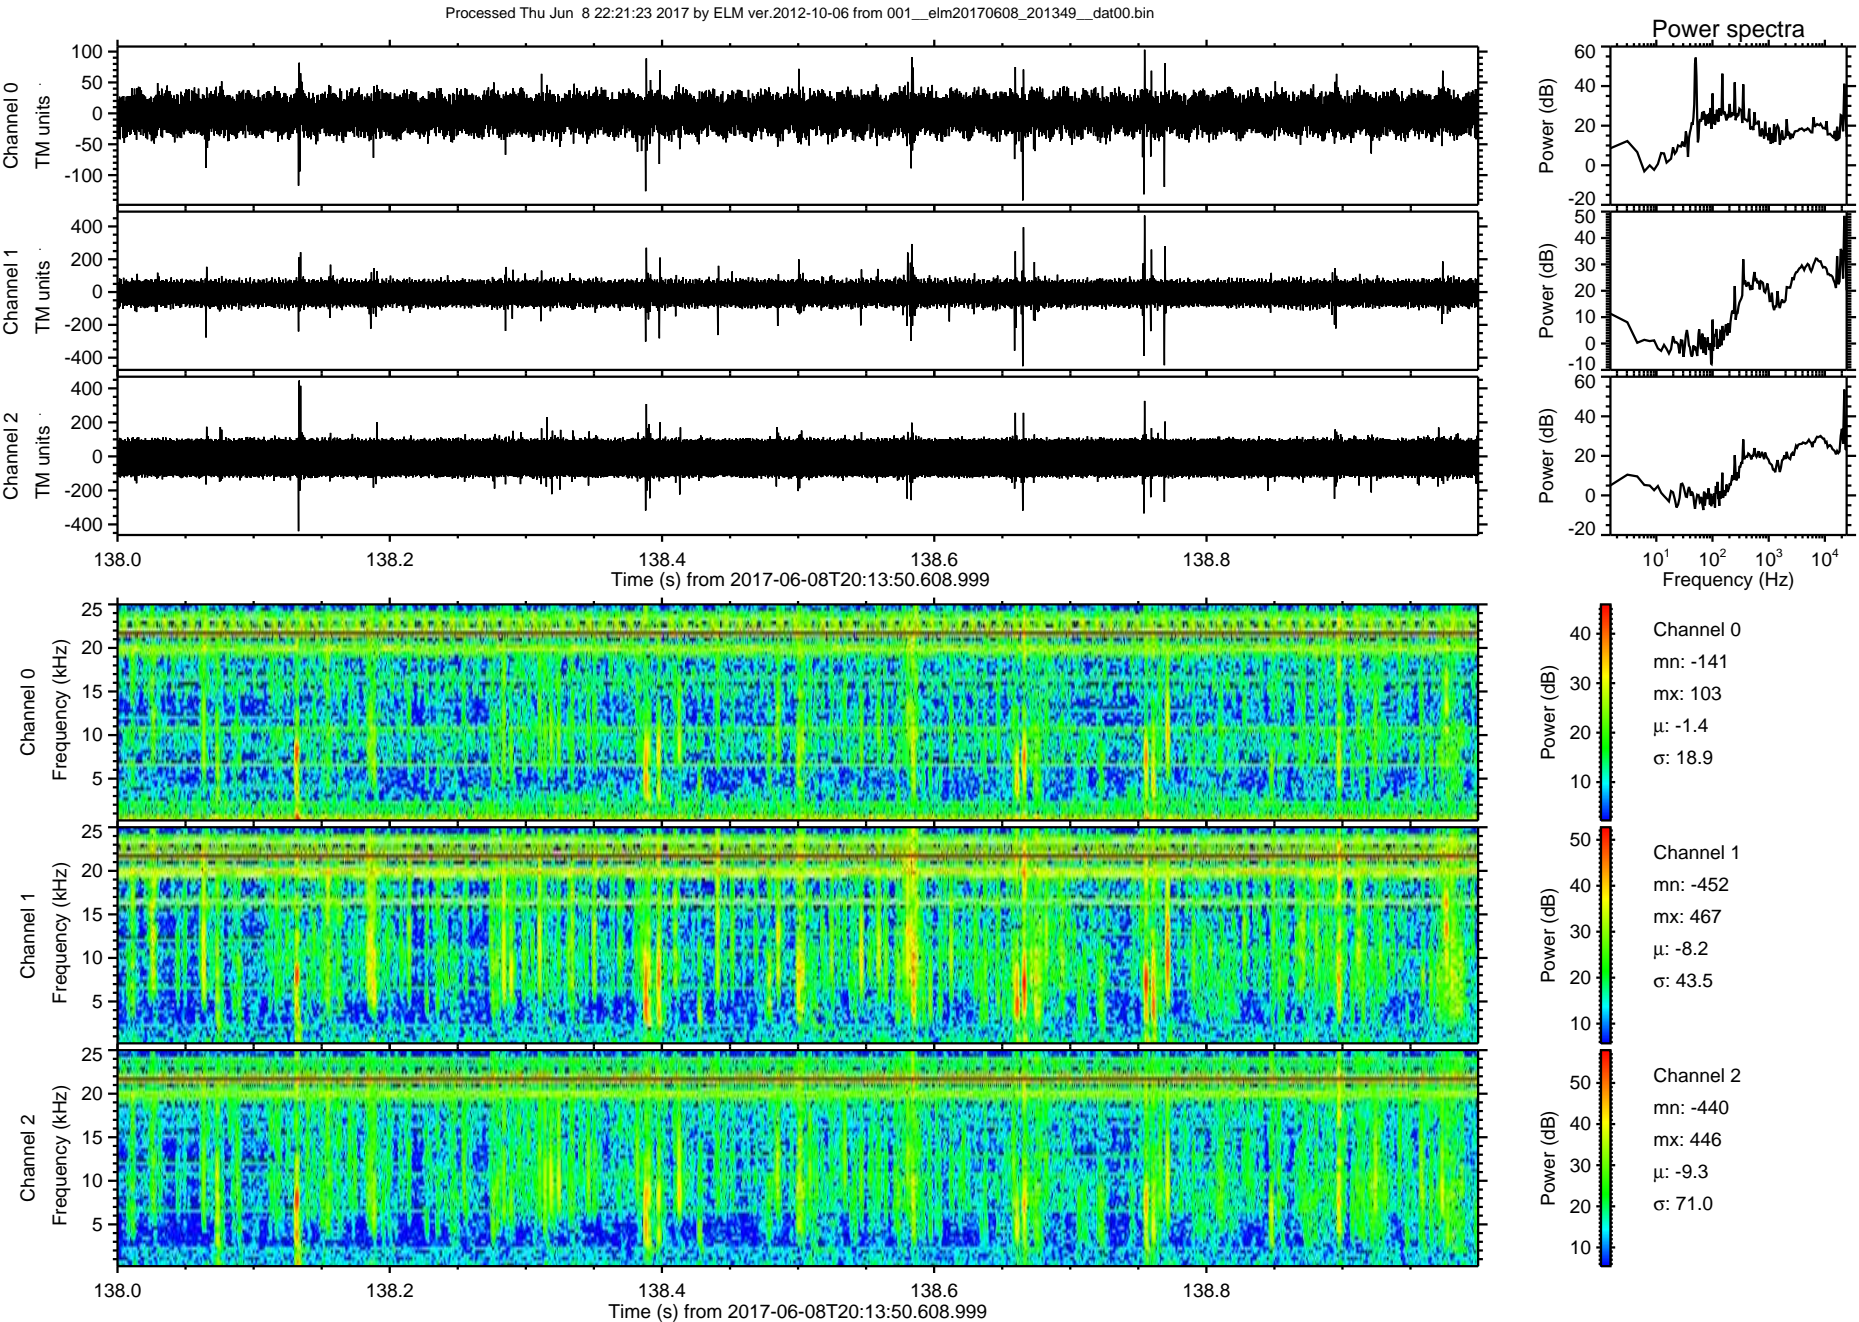 Processed Thu Jun  8 22:21:23 2017 by ELM ver.2012-10-06 from 001__elm20170608_201349__dat00.bin
Power spectra
Channel 0
TM units
100
50
0
-50
-100
Power (dB)
60
40
20
0
-20
Channel 1
TM units
400
200
0
-200
-400
Power (dB)
50
40
30
20
10
0
-10
Channel 2
TM units
400
200
0
-200
-400
Power (dB)
60
40
20
0
-20
138.0 138.2 138.4 138.6 138.8
Time (s) from 2017-06-08T20:13:50.608.999
10^1 10^2 10^3 10^4
Frequency (Hz)
Channel 0
Frequency (kHz)
25
20
15
10
5
Power (dB)
40
30
20
10
Channel 0
mn: -141
mx: 103
µ: -1.4
σ: 18.9
Channel 1
Frequency (kHz)
25
20
15
10
5
Power (dB)
50
40
30
20
10
Channel 1
mn: -452
mx: 467
µ: -8.2
σ: 43.5
Channel 2
Frequency (kHz)
25
20
15
10
5
Power (dB)
50
40
30
20
10
Channel 2
mn: -440
mx: 446
µ: -9.3
σ: 71.0
138.0 138.2 138.4 138.6 138.8
Time (s) from 2017-06-08T20:13:50.608.999